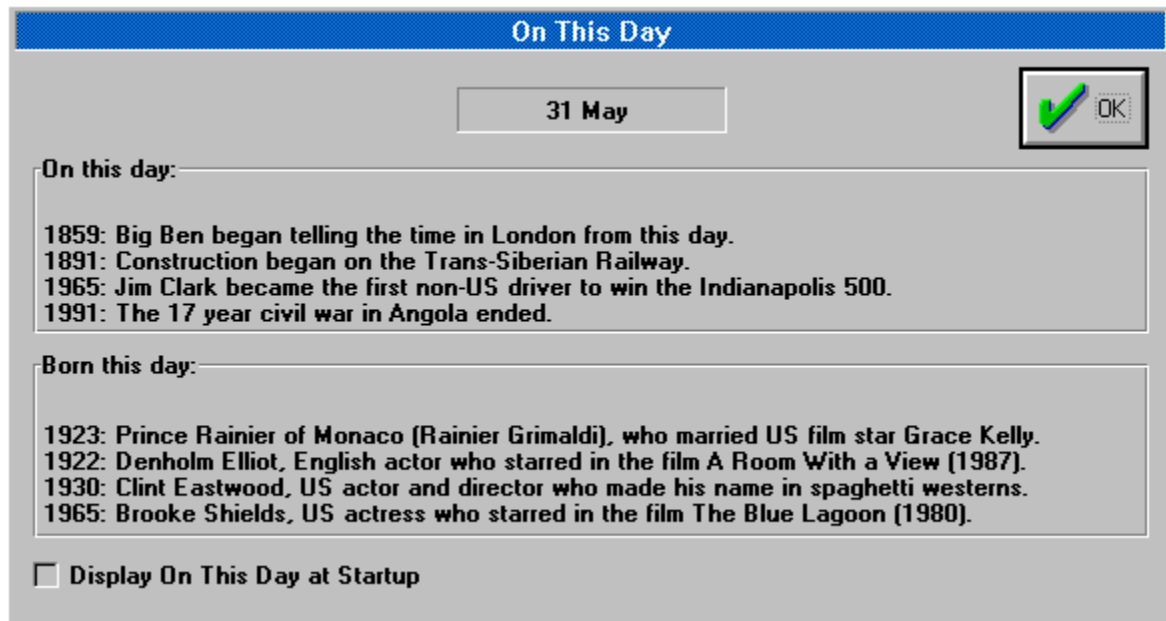 On This Day
31 May
OK
On this day:
1859: Big Ben began telling the time in London from this day.
1891: Construction began on the Trans-Siberian Railway.
1965: Jim Clark became the first non-US driver to win the Indianapolis 500.
1991: The 17 year civil war in Angola ended.
Born this day:
1923: Prince Rainier of Monaco (Rainier Grimaldi), who married US film star Grace Kelly.
1922: Denholm Elliot, English actor who starred in the film A Room With a View (1987).
1930: Clint Eastwood, US actor and director who made his name in spaghetti westerns.
1965: Brooke Shields, US actress who starred in the film The Blue Lagoon (1980).
Display On This Day at Startup